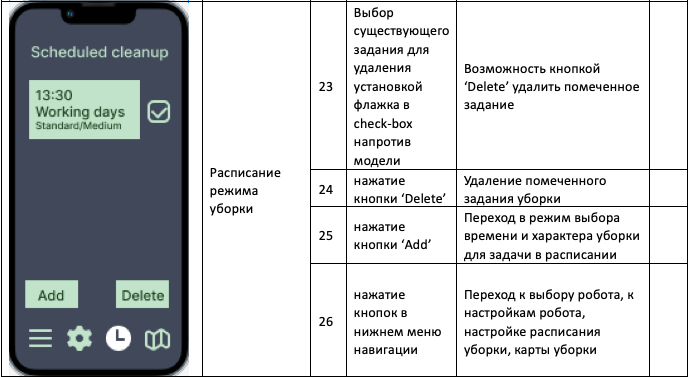 Scheduled cleanup
13:30
Working days
Standard/Medium
Add
Delete
Расписание
режима
уборки
23
Выбор
существующего
задания для
удаления
установкой
флажка в
check-box
напротив
модели
Возможность кнопкой
‘Delete’ удалить помеченное
задание
24
нажатие
кнопки ‘Delete’
Удаление помеченного
задания уборки
25
нажатие
кнопки ‘Add’
Переход в режим выбора
времени и характера уборки
для задачи в расписании
26
нажатие
кнопок в
нижнем меню
навигации
Переход к выбору робота, к
настройкам робота,
настройке расписания
уборки, карты уборки